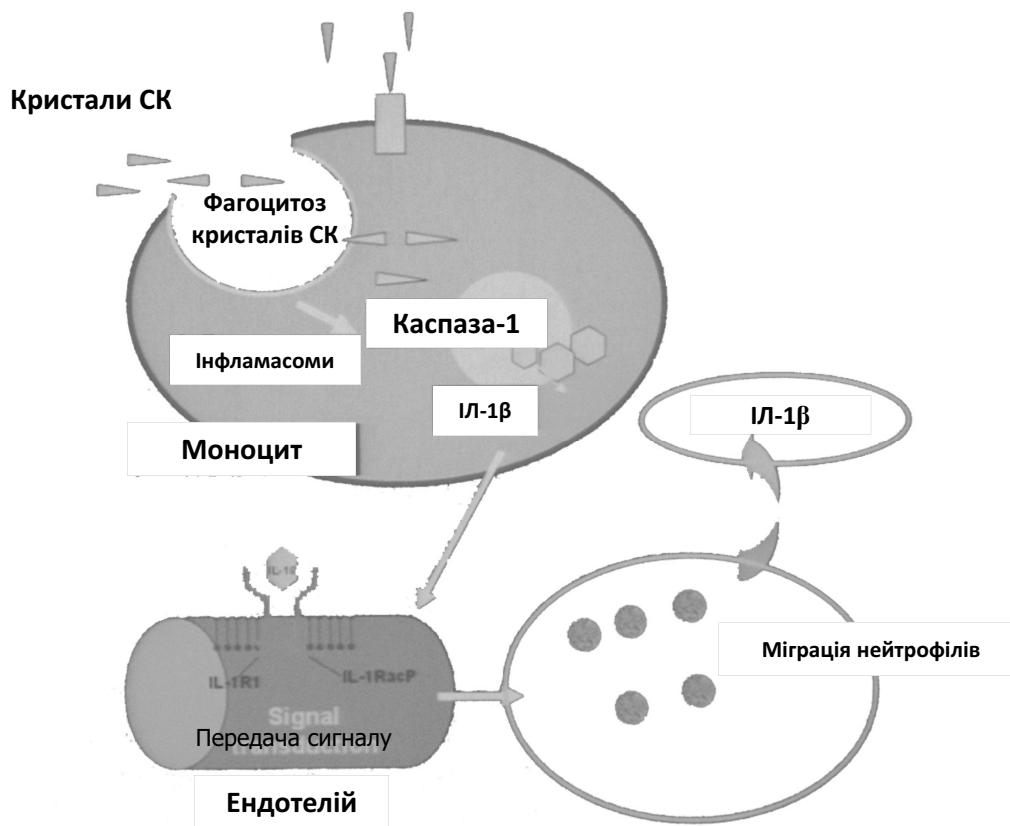 Кристали СК
Фагоцитоз
кристалів СК
Каспаза-1
Інфламасоми
ІЛ-1β
Моноцит
ІЛ-1β
IL-1R1
IL-1RacP
Signal
Передача сигналу
Міграція нейтрофілів
Ендотелій